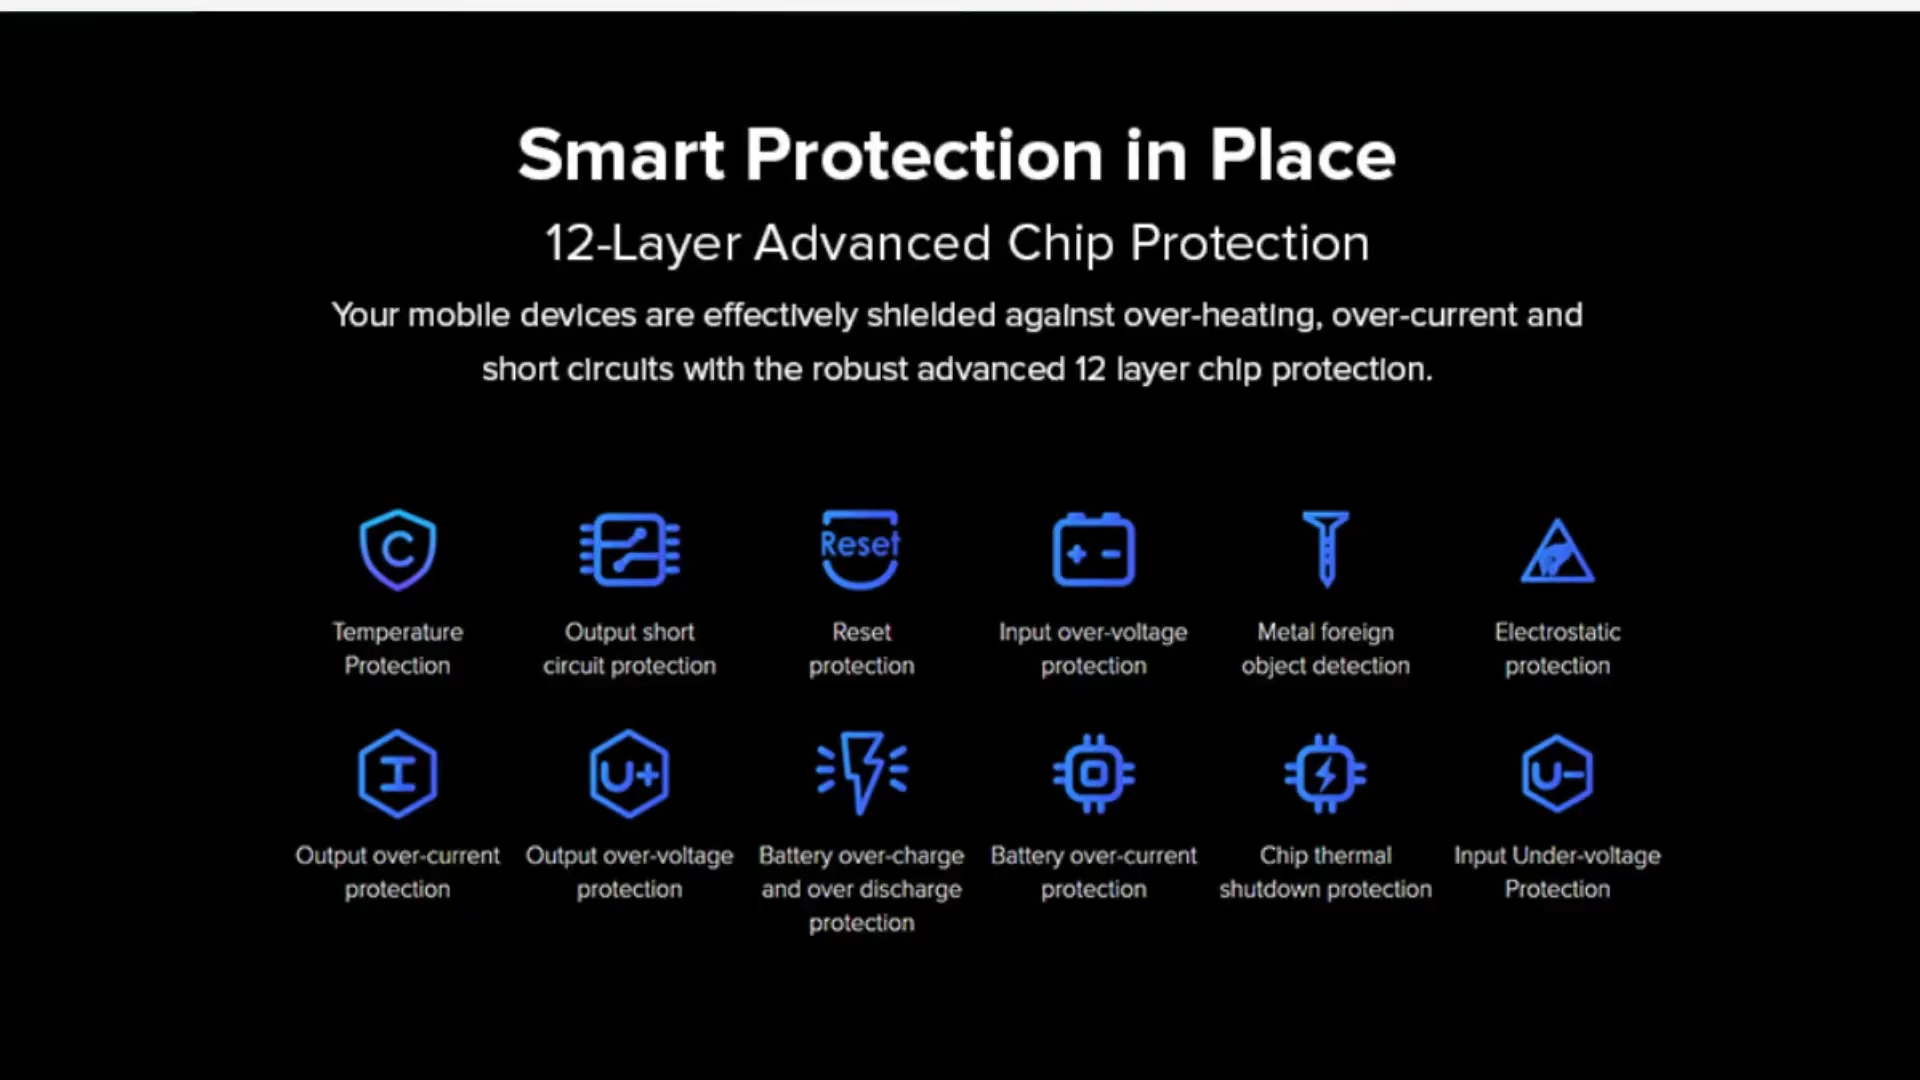 Smart Protection in Place
12-Layer Advanced Chip Protection
Your mobile devices are effectively shielded against over-heating, over-current and
short circuits with the robust advanced 12 layer chip protection.
C
Reset
+ -
Temperature
Protection
Output short
circuit protection
Reset
protection
Input over-voltage
protection
Metal foreign
object detection
Electrostatic
protection
I
U+
U-
Output over-current
protection
Output over-voltage
protection
Battery over-charge
and over discharge
protection
Battery over-current
protection
Chip thermal
shutdown protection
Input Under-voltage
Protection